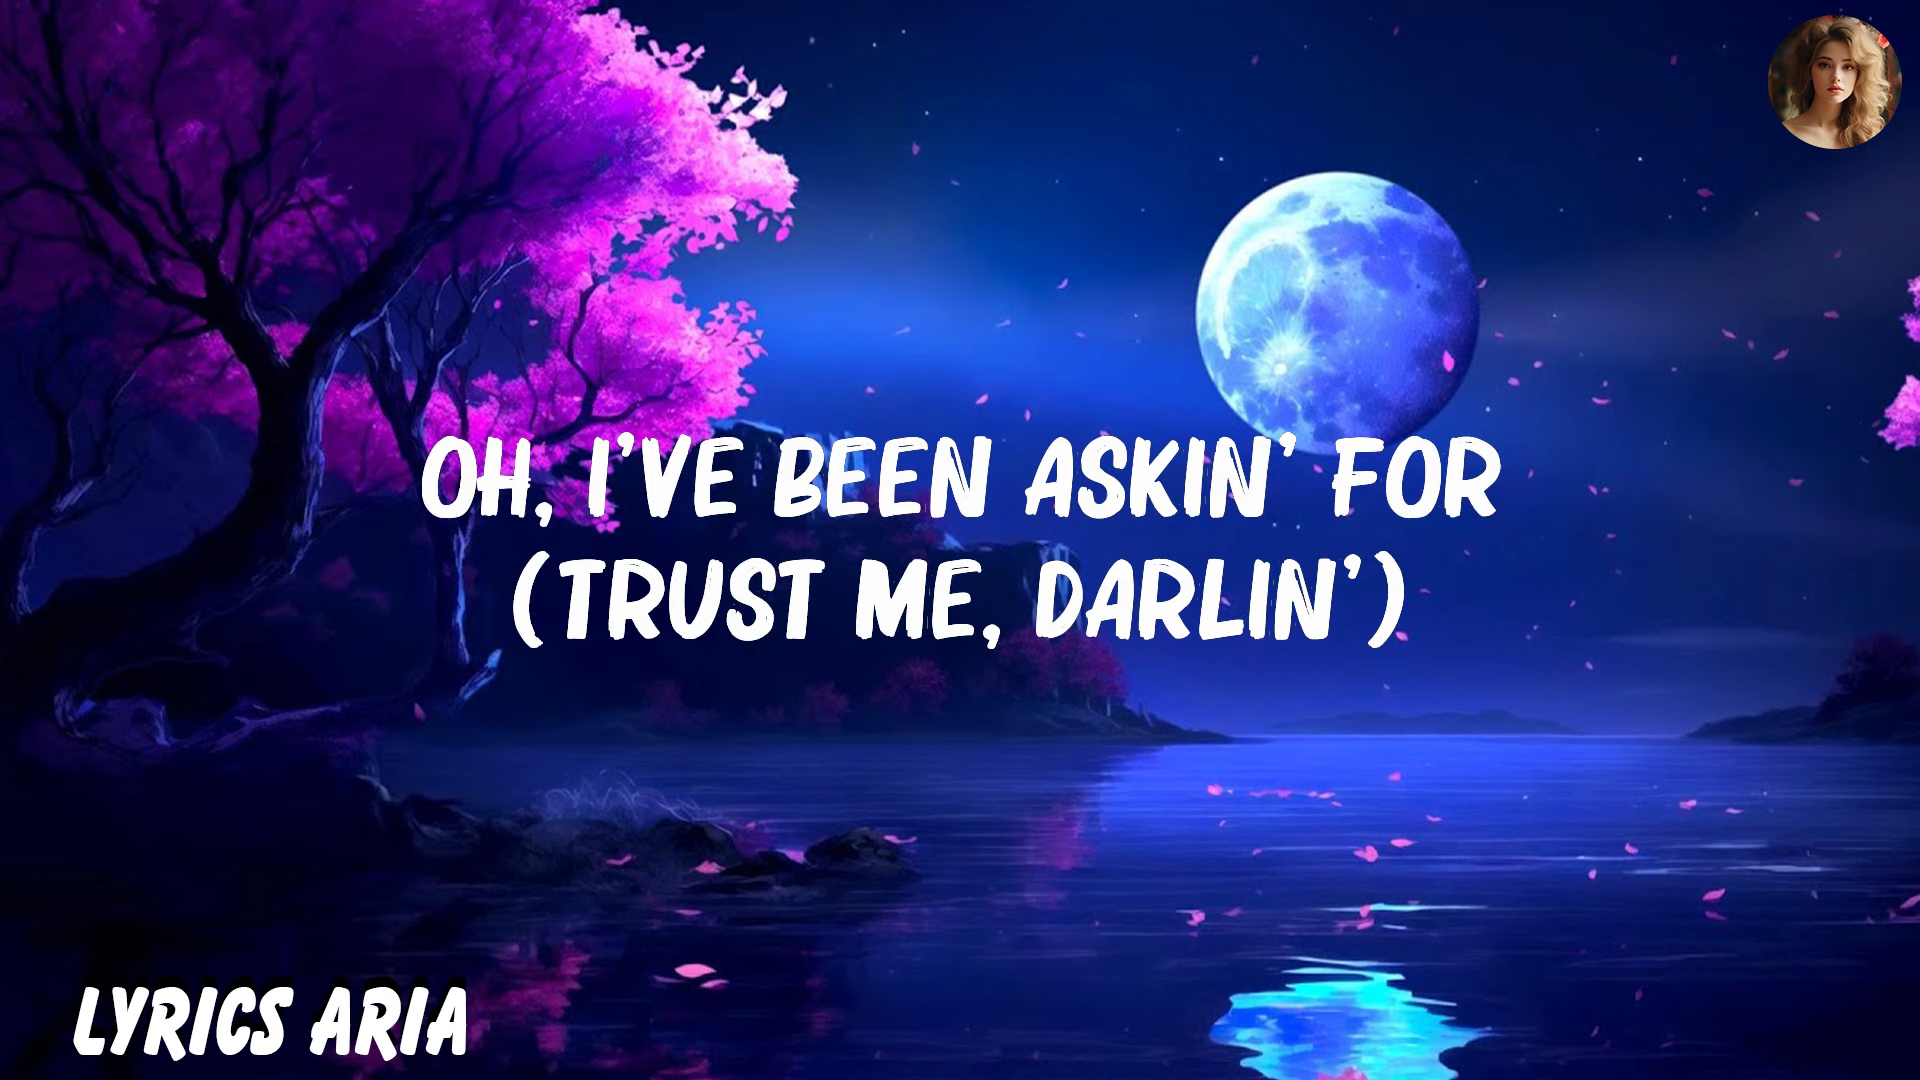 OH, I'VE BEEN ASKIN' FOR
(TRUST ME, DARLIN')
LYRICS ARIA